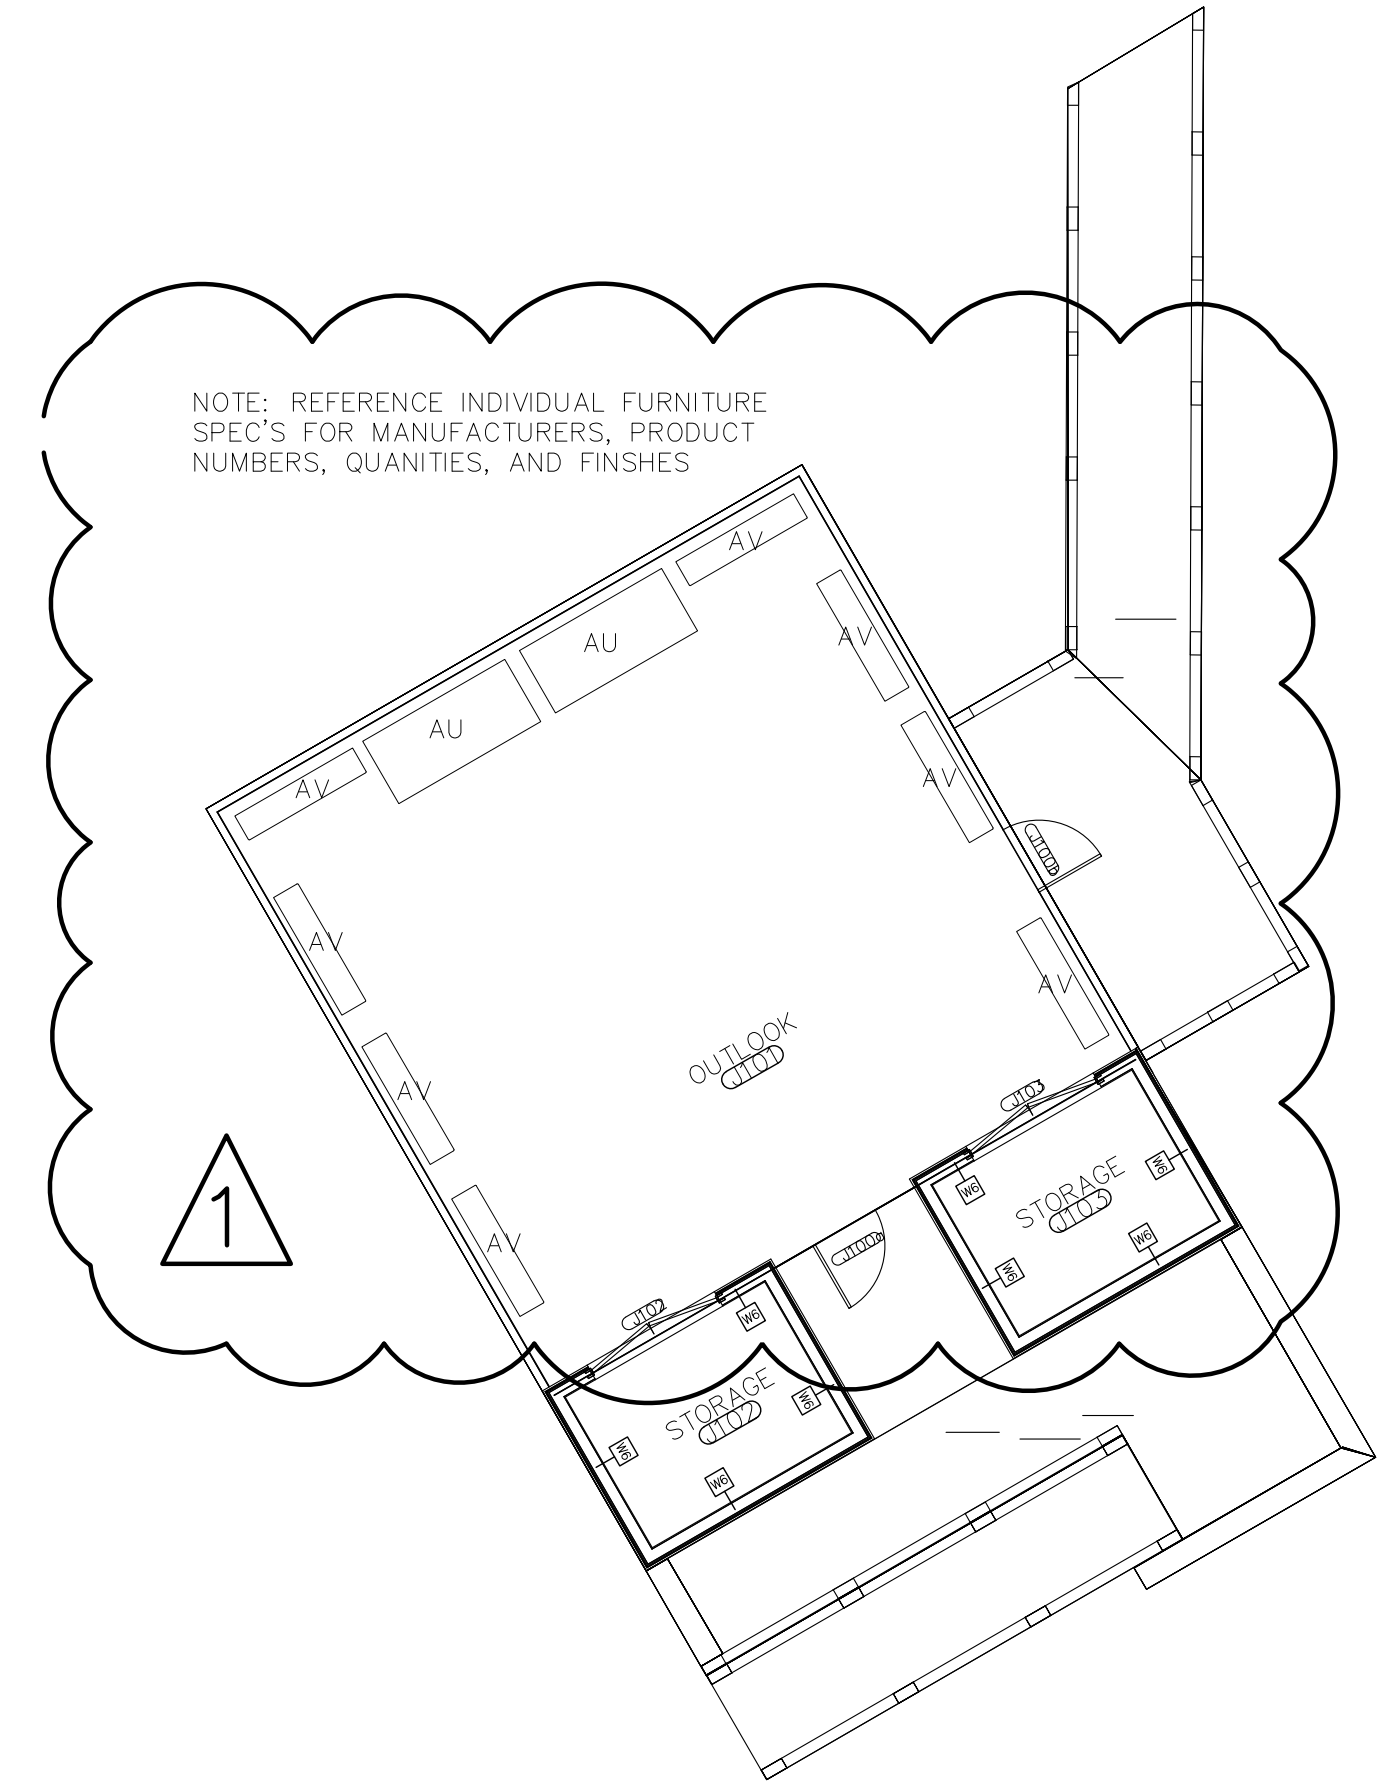 NOTE: REFERENCE INDIVIDUAL FURNITURE
SPEC'S FOR MANUFACTURERS, PRODUCT
NUMBERS, QUANITIES, AND FINSHES
AV
AV
AU
AU
AV
AV
J100B
AV
AV
AV
OUTLOOK
J101
AV
J103
1
STORAGE
J103
W6
W6
W6
W6
AV
J100a
J102
W6
STORAGE
J102
W6
W6
W6